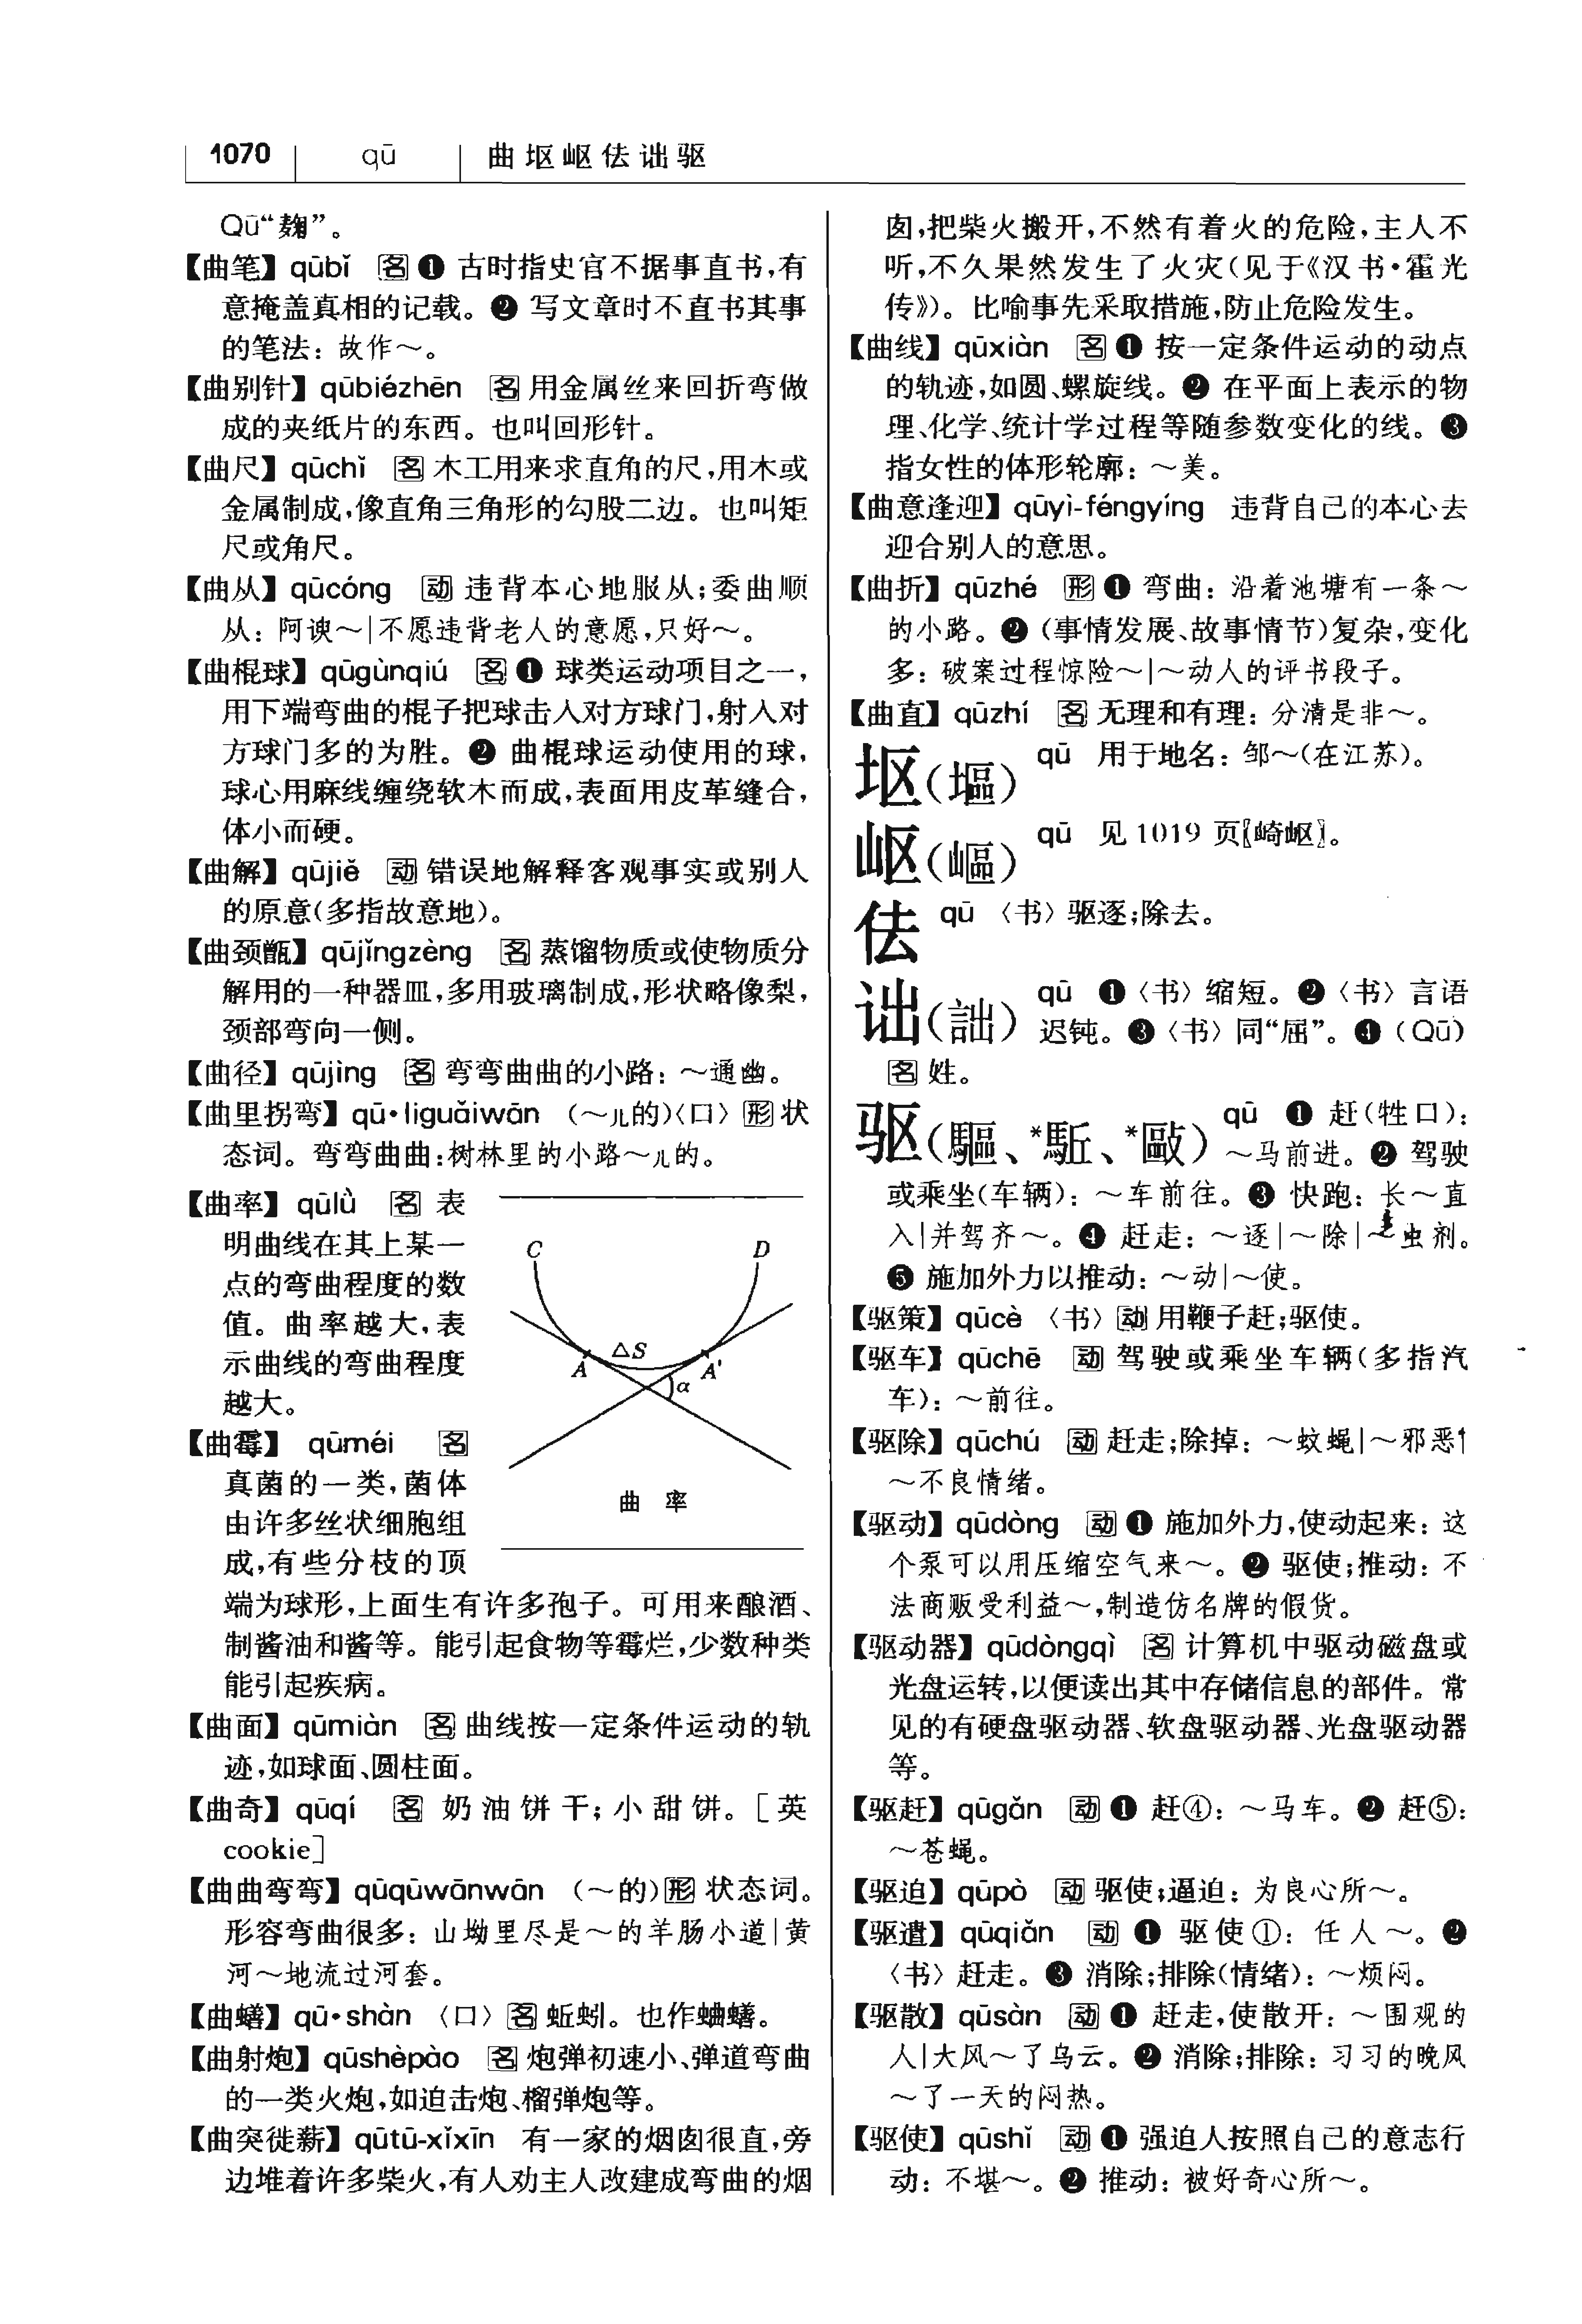 1070 qū 曲坵岖佉诎驱
Qū“麹”。
【曲笔】qūbǐ 名❶ 古时指史官不据事直书,有
意掩盖真相的记载。❷ 写文章时不直书其事
的笔法: 故作～。
【曲别针】qūbiézhēn 名 用金属丝来回折弯做
成的夹纸片的东西。也叫回形针。
【曲尺】qūchǐ 名 木工用来求直角的尺,用木或
金属制成,像直角三角形的勾股二边。也叫矩
尺或角尺。
【曲从】qūcóng 动 违背本心地服从;委曲顺
从: 阿谀～|不愿违背老人的意愿,只好～。
【曲棍球】qūgùnqiú 名❶ 球类运动项目之一,
用下端弯曲的棍子把球击入对方球门,射入对
方球门多的为胜。❷ 曲棍球运动使用的球,
球心用麻线缠绕软木而成,表面用皮革缝合,
体小而硬。
【曲解】qūjiě 动 错误地解释客观事实或别人
的原意(多指故意地)。
【曲颈甑】qūjǐngzèng 名 蒸馏物质或使物质分
解用的一种器皿,多用玻璃制成,形状略像梨,
颈部弯向一侧。
【曲径】qūjìng 名 弯弯曲曲的小路: ～通幽。
【曲里拐弯】qū•liguǎiwān (～儿的)〈口〉形 状
态词。弯弯曲曲:树林里的小路～儿的。
【曲率】qūlǜ 名 表
明曲线在其上某一
点的弯曲程度的数
值。曲率越大,表
示曲线的弯曲程度
越大。
C D
△S
A A'
α
曲 率
【曲霉】 qūméi 名
真菌的一类,菌体
由许多丝状细胞组
成,有些分枝的顶
端为球形,上面生有许多孢子。可用来酿酒、
制酱油和酱等。能引起食物等霉烂,少数种类
能引起疾病。
【曲面】qūmiàn 名 曲线按一定条件运动的轨
迹,如球面、圆柱面。
【曲奇】qūqí 名 奶油饼干;小甜饼。[英
cookie]
【曲曲弯弯】qūqūwānwān (～的)形 状态词。
形容弯曲很多: 山坳里尽是～的羊肠小道|黄
河～地流过河套。
【曲蟮】qū•shàn 〈口〉名 蚯蚓。也作蛐蟮。
【曲射炮】qūshèpào 名 炮弹初速小、弹道弯曲
的一类火炮,如迫击炮、榴弹炮等。
【曲突徙薪】qūtū-xǐxīn 有一家的烟囱很直,旁
边堆着许多柴火,有人劝主人改建成弯曲的烟
囱,把柴火搬开,不然有着火的危险,主人不
听,不久果然发生了火灾(见于《汉书•霍光
传》)。比喻事先采取措施,防止危险发生。
【曲线】qūxiàn 名❶ 按一定条件运动的动点
的轨迹,如圆、螺旋线。❷ 在平面上表示的物
理、化学、统计学过程等随参数变化的线。❸
指女性的体形轮廓: ～美。
【曲意逢迎】qūyì-féngyíng 违背自己的本心去
迎合别人的意思。
【曲折】qūzhé 形❶ 弯曲: 沿着池塘有一条～
的小路。❷ (事情发展、故事情节)复杂,变化
多: 破案过程惊险～|～动人的评书段子。
【曲直】qūzhí 名 无理和有理: 分清是非～。
坵(塸) qū 用于地名: 邹～(在江苏)。
岖(嶇) qū 见1019页〖崎岖〗。
佉 qū 〈书〉驱逐;除去。
诎(詘) qū ❶〈书〉缩短。❷〈书〉言语
迟钝。❸〈书〉同“屈”。❹ (Qū)
名 姓。
驱(驅、*駈、*敺) qū ❶ 赶(牲口):
～马前进。❷ 驾驶
或乘坐(车辆): ～车前往。❸ 快跑: 长～直
入|并驾齐～。❹ 赶走: ～逐|～除|～虫剂。
❺ 施加外力以推动: ～动|～使。
【驱策】qūcè 〈书〉动 用鞭子赶;驱使。
【驱车】qūchē 动 驾驶或乘坐车辆(多指汽
车): ～前往。
【驱除】qūchú 动 赶走;除掉: ～蚊蝇|～邪恶|
～不良情绪。
【驱动】qūdòng 动❶ 施加外力,使动起来: 这
个泵可以用压缩空气来～。❷ 驱使;推动: 不
法商贩受利益～,制造仿名牌的假货。
【驱动器】qūdòngqì 名 计算机中驱动磁盘或
光盘运转,以便读出其中存储信息的部件。常
见的有硬盘驱动器、软盘驱动器、光盘驱动器
等。
【驱赶】qūgǎn 动❶ 赶④: ～马车。❷ 赶⑤:
～苍蝇。
【驱迫】qūpò 动 驱使;逼迫: 为良心所～。
【驱遣】qūqiǎn 动❶ 驱使①: 任人～。❷
〈书〉赶走。❸ 消除;排除(情绪): ～烦闷。
【驱散】qūsàn 动❶ 赶走,使散开: ～围观的
人|大风～了乌云。❷ 消除;排除: 习习的晚风
～了一天的闷热。
【驱使】qūshǐ 动❶ 强迫人按照自己的意志行
动: 不堪～。❷ 推动: 被好奇心所～。